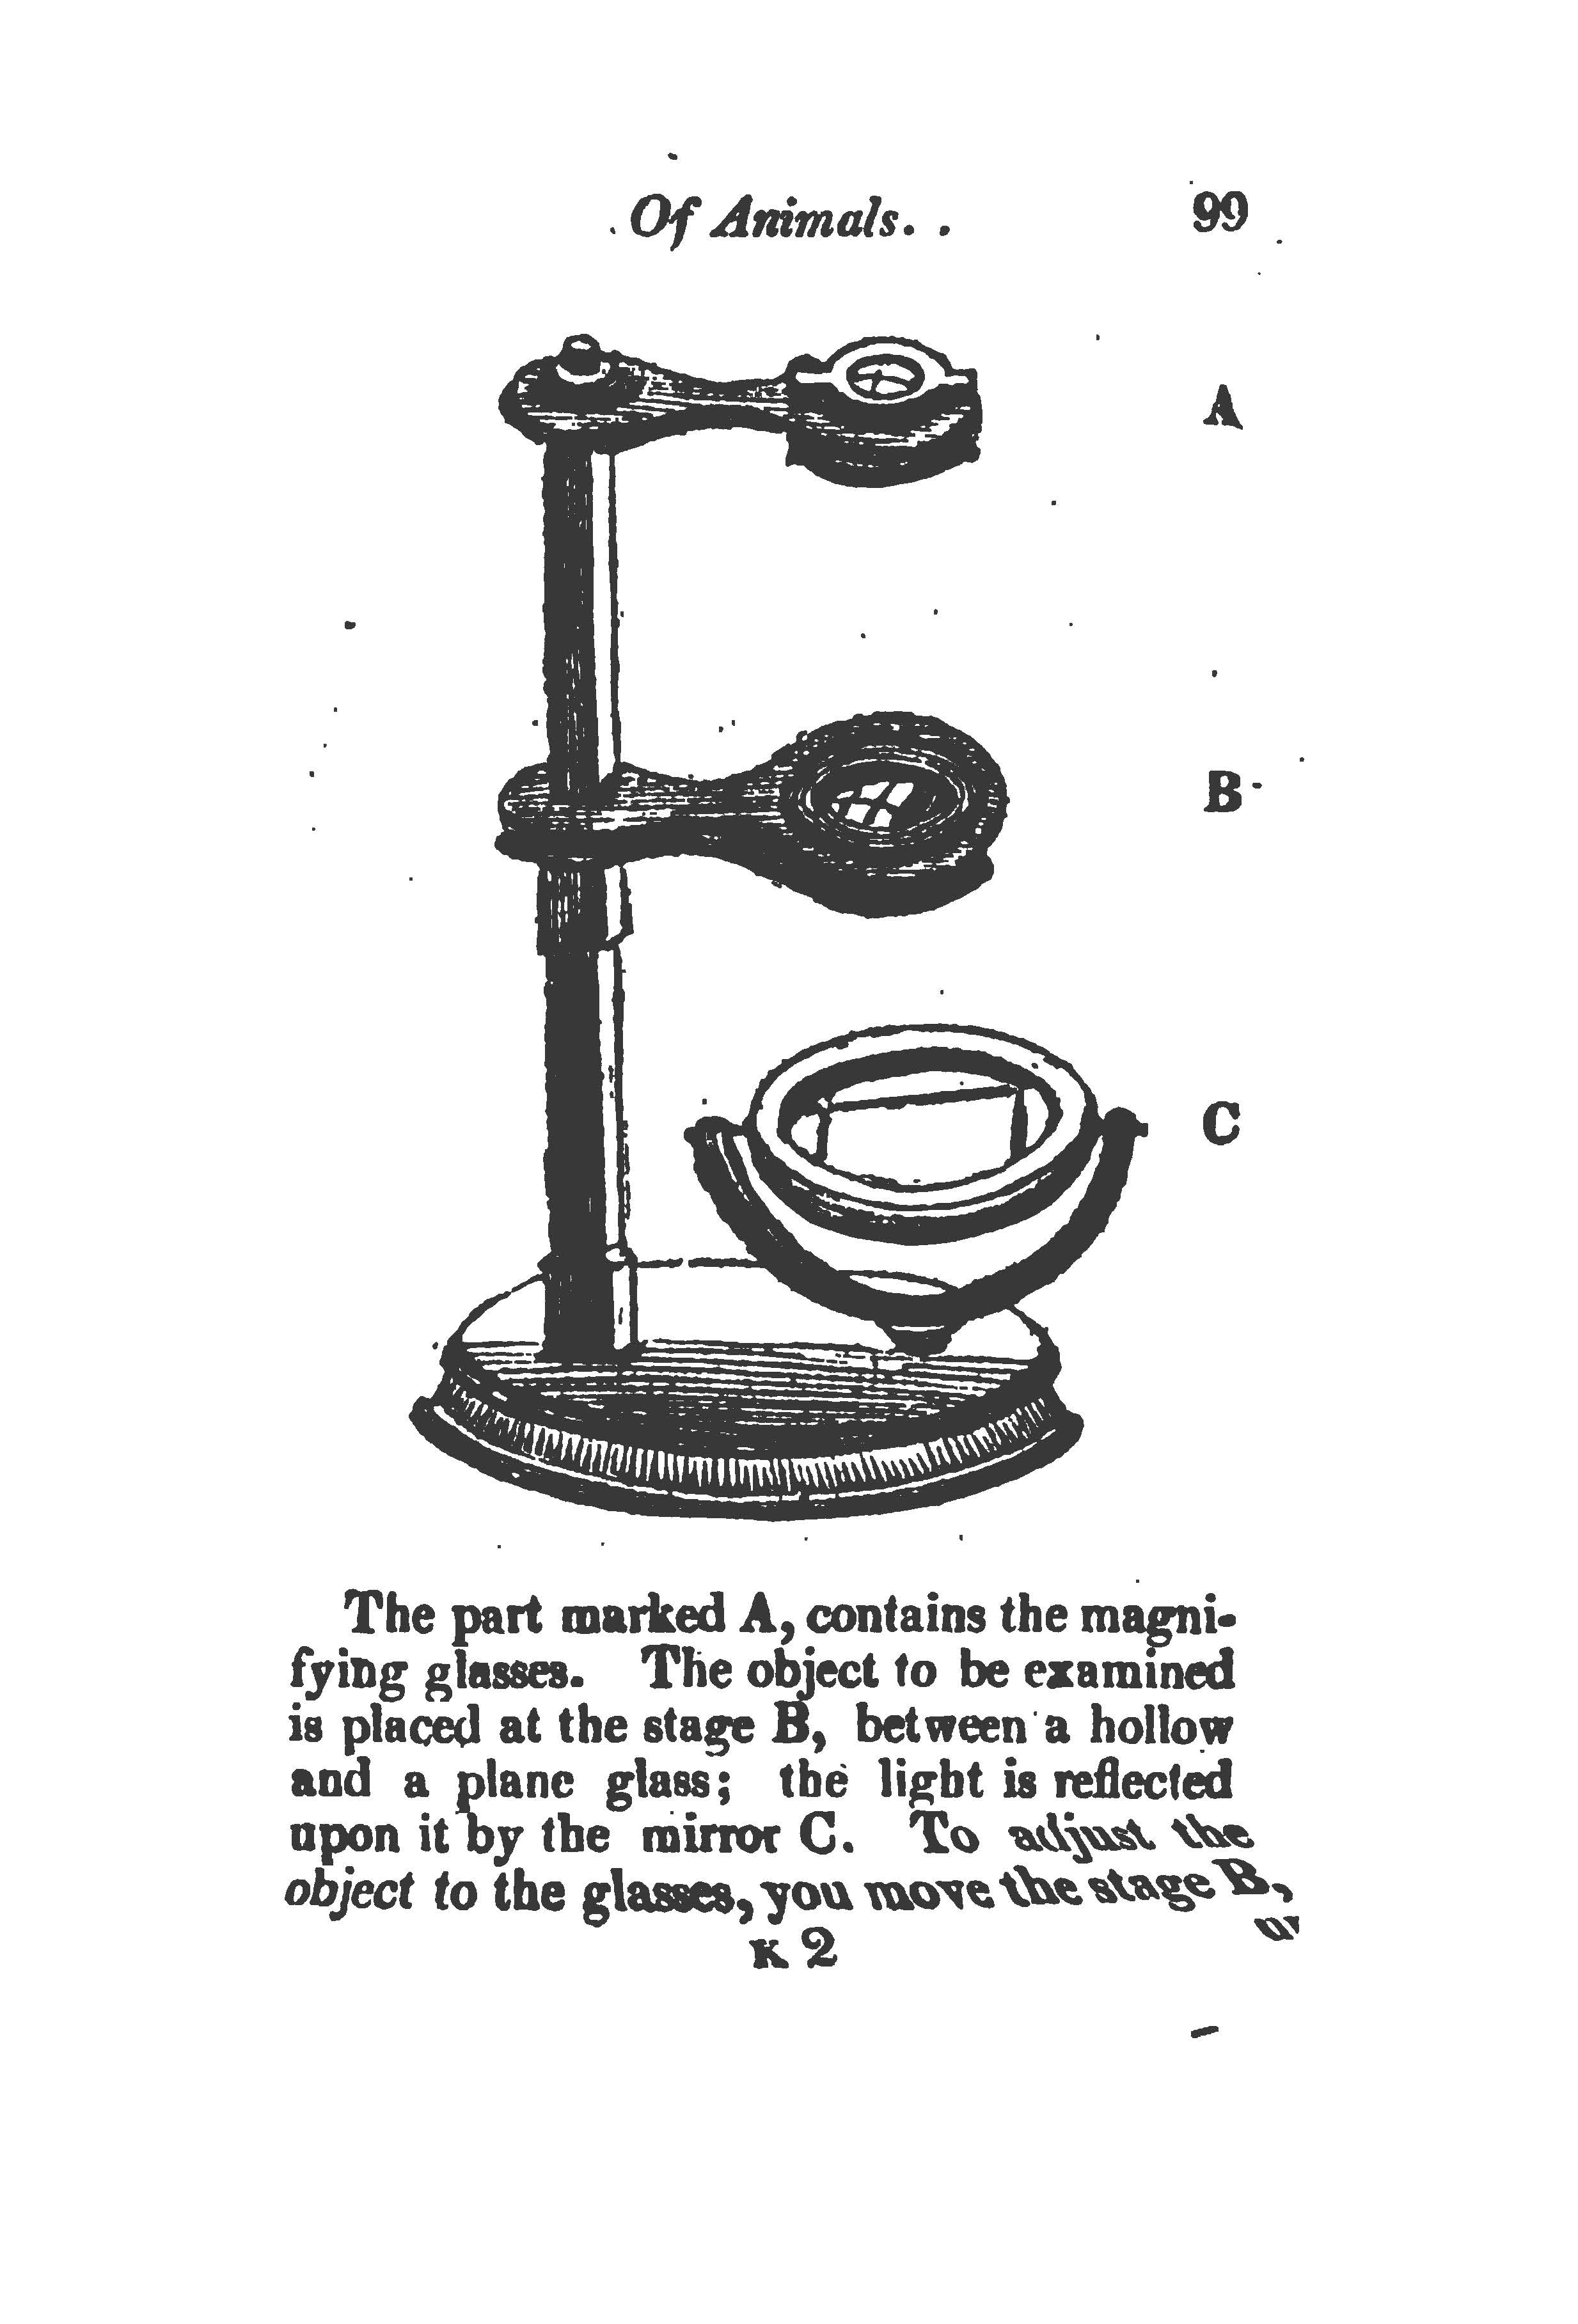 Of Animals.
99
A
B
C
The part marked A, contains the magni-
fying glasses. The object to be examined
is placed at the stage B, between a hollow
and a plane glass; the light is reflected
upon it by the mirror C. To adjust the
object to the glasses, you move the stage B,
K 2